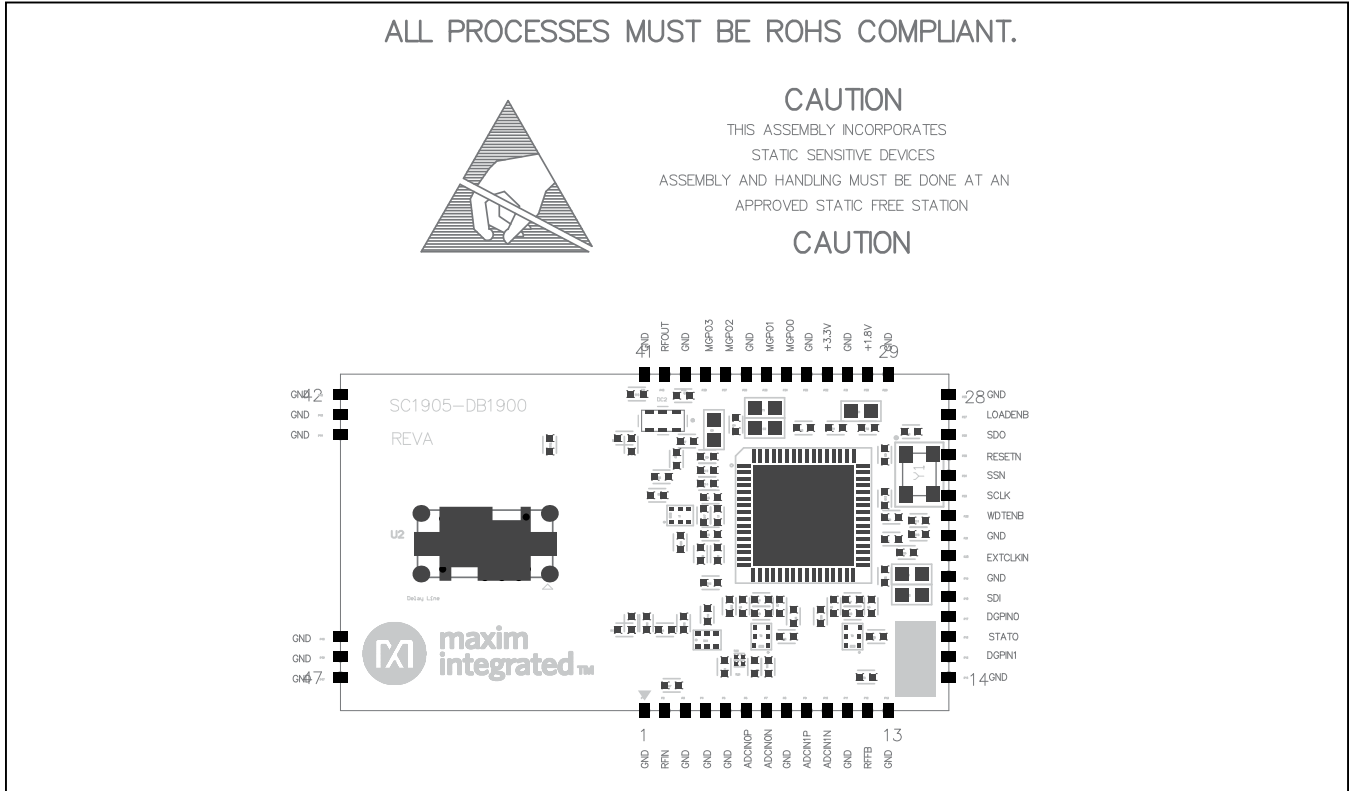 ALL PROCESSES MUST BE ROHS COMPLIANT.
CAUTION
THIS ASSEMBLY INCORPORATES
STATIC SENSITIVE DEVICES
ASSEMBLY AND HANDLING MUST BE DONE AT AN
APPROVED STATIC FREE STATION
CAUTION
GND
RFOUT
GND
MGPO3
MGPO2
GND
MGPO1
MGPO0
GND
+3.3V
GND
+1.8V
GND
41
29
GND
42
GND
GND
SC1905-DB1900
REVA
28
GND
LOADENB
SDO
RESETN
SSN
SCLK
WDTENB
GND
EXTCLKIN
GND
SDI
DGPIN0
STATO
DGPIN1
14
GND
Y1
U2
Delay Line
GND
GND
GND
47
maxim
integrated™
1
13
GND
RFIN
GND
GND
GND
ADCIN0P
ADCIN0N
GND
ADCIN1P
ADCIN1N
GND
RFFB
GND